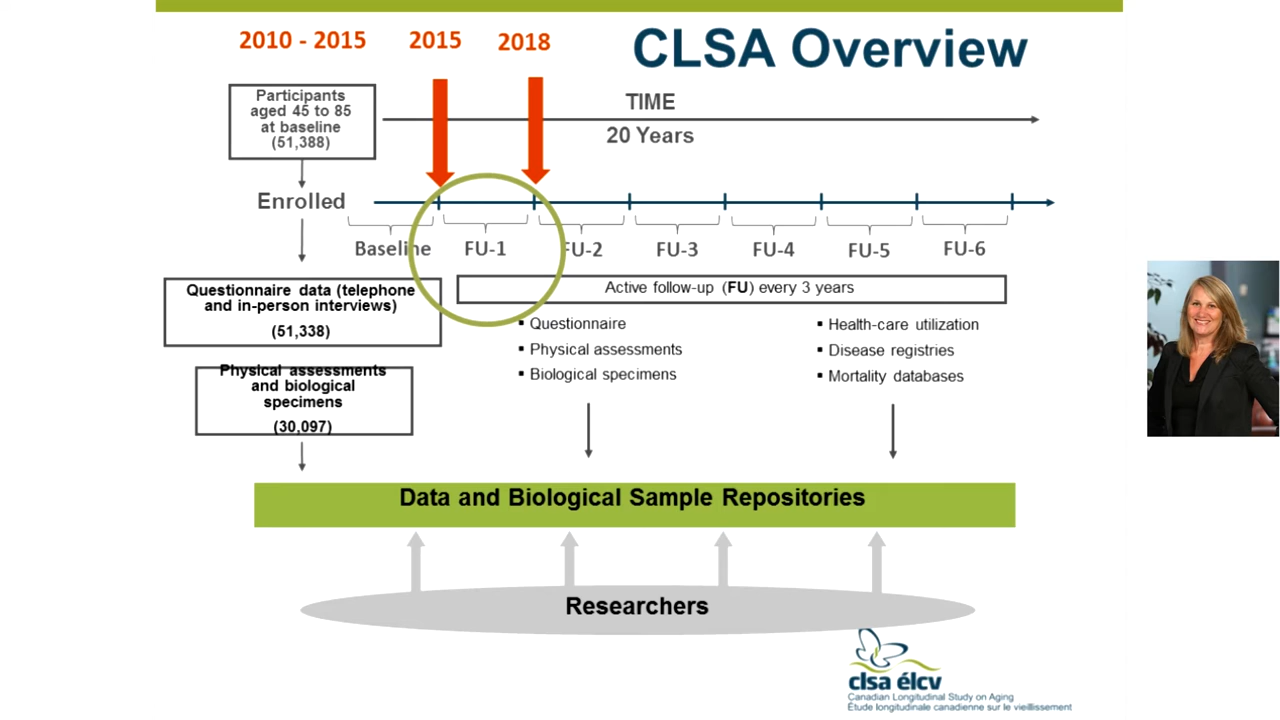 2010 - 2015
2015
2018
CLSA Overview
Participants
aged 45 to 85
at baseline
(51,388)
TIME
20 Years
Enrolled
Baseline
FU-1
FU-2
FU-3
FU-4
FU-5
FU-6
Questionnaire data (telephone
and in-person interviews)
(51,338)
Active follow-up (FU) every 3 years
▪ Questionnaire
▪ Physical assessments
▪ Biological specimens
▪ Health-care utilization
▪ Disease registries
▪ Mortality databases
Physical assessments
and biological
specimens
(30,097)
Data and Biological Sample Repositories
Researchers
clsa élcv
Canadian Longitudinal Study on Aging
Étude longitudinale canadienne sur le vieillissement